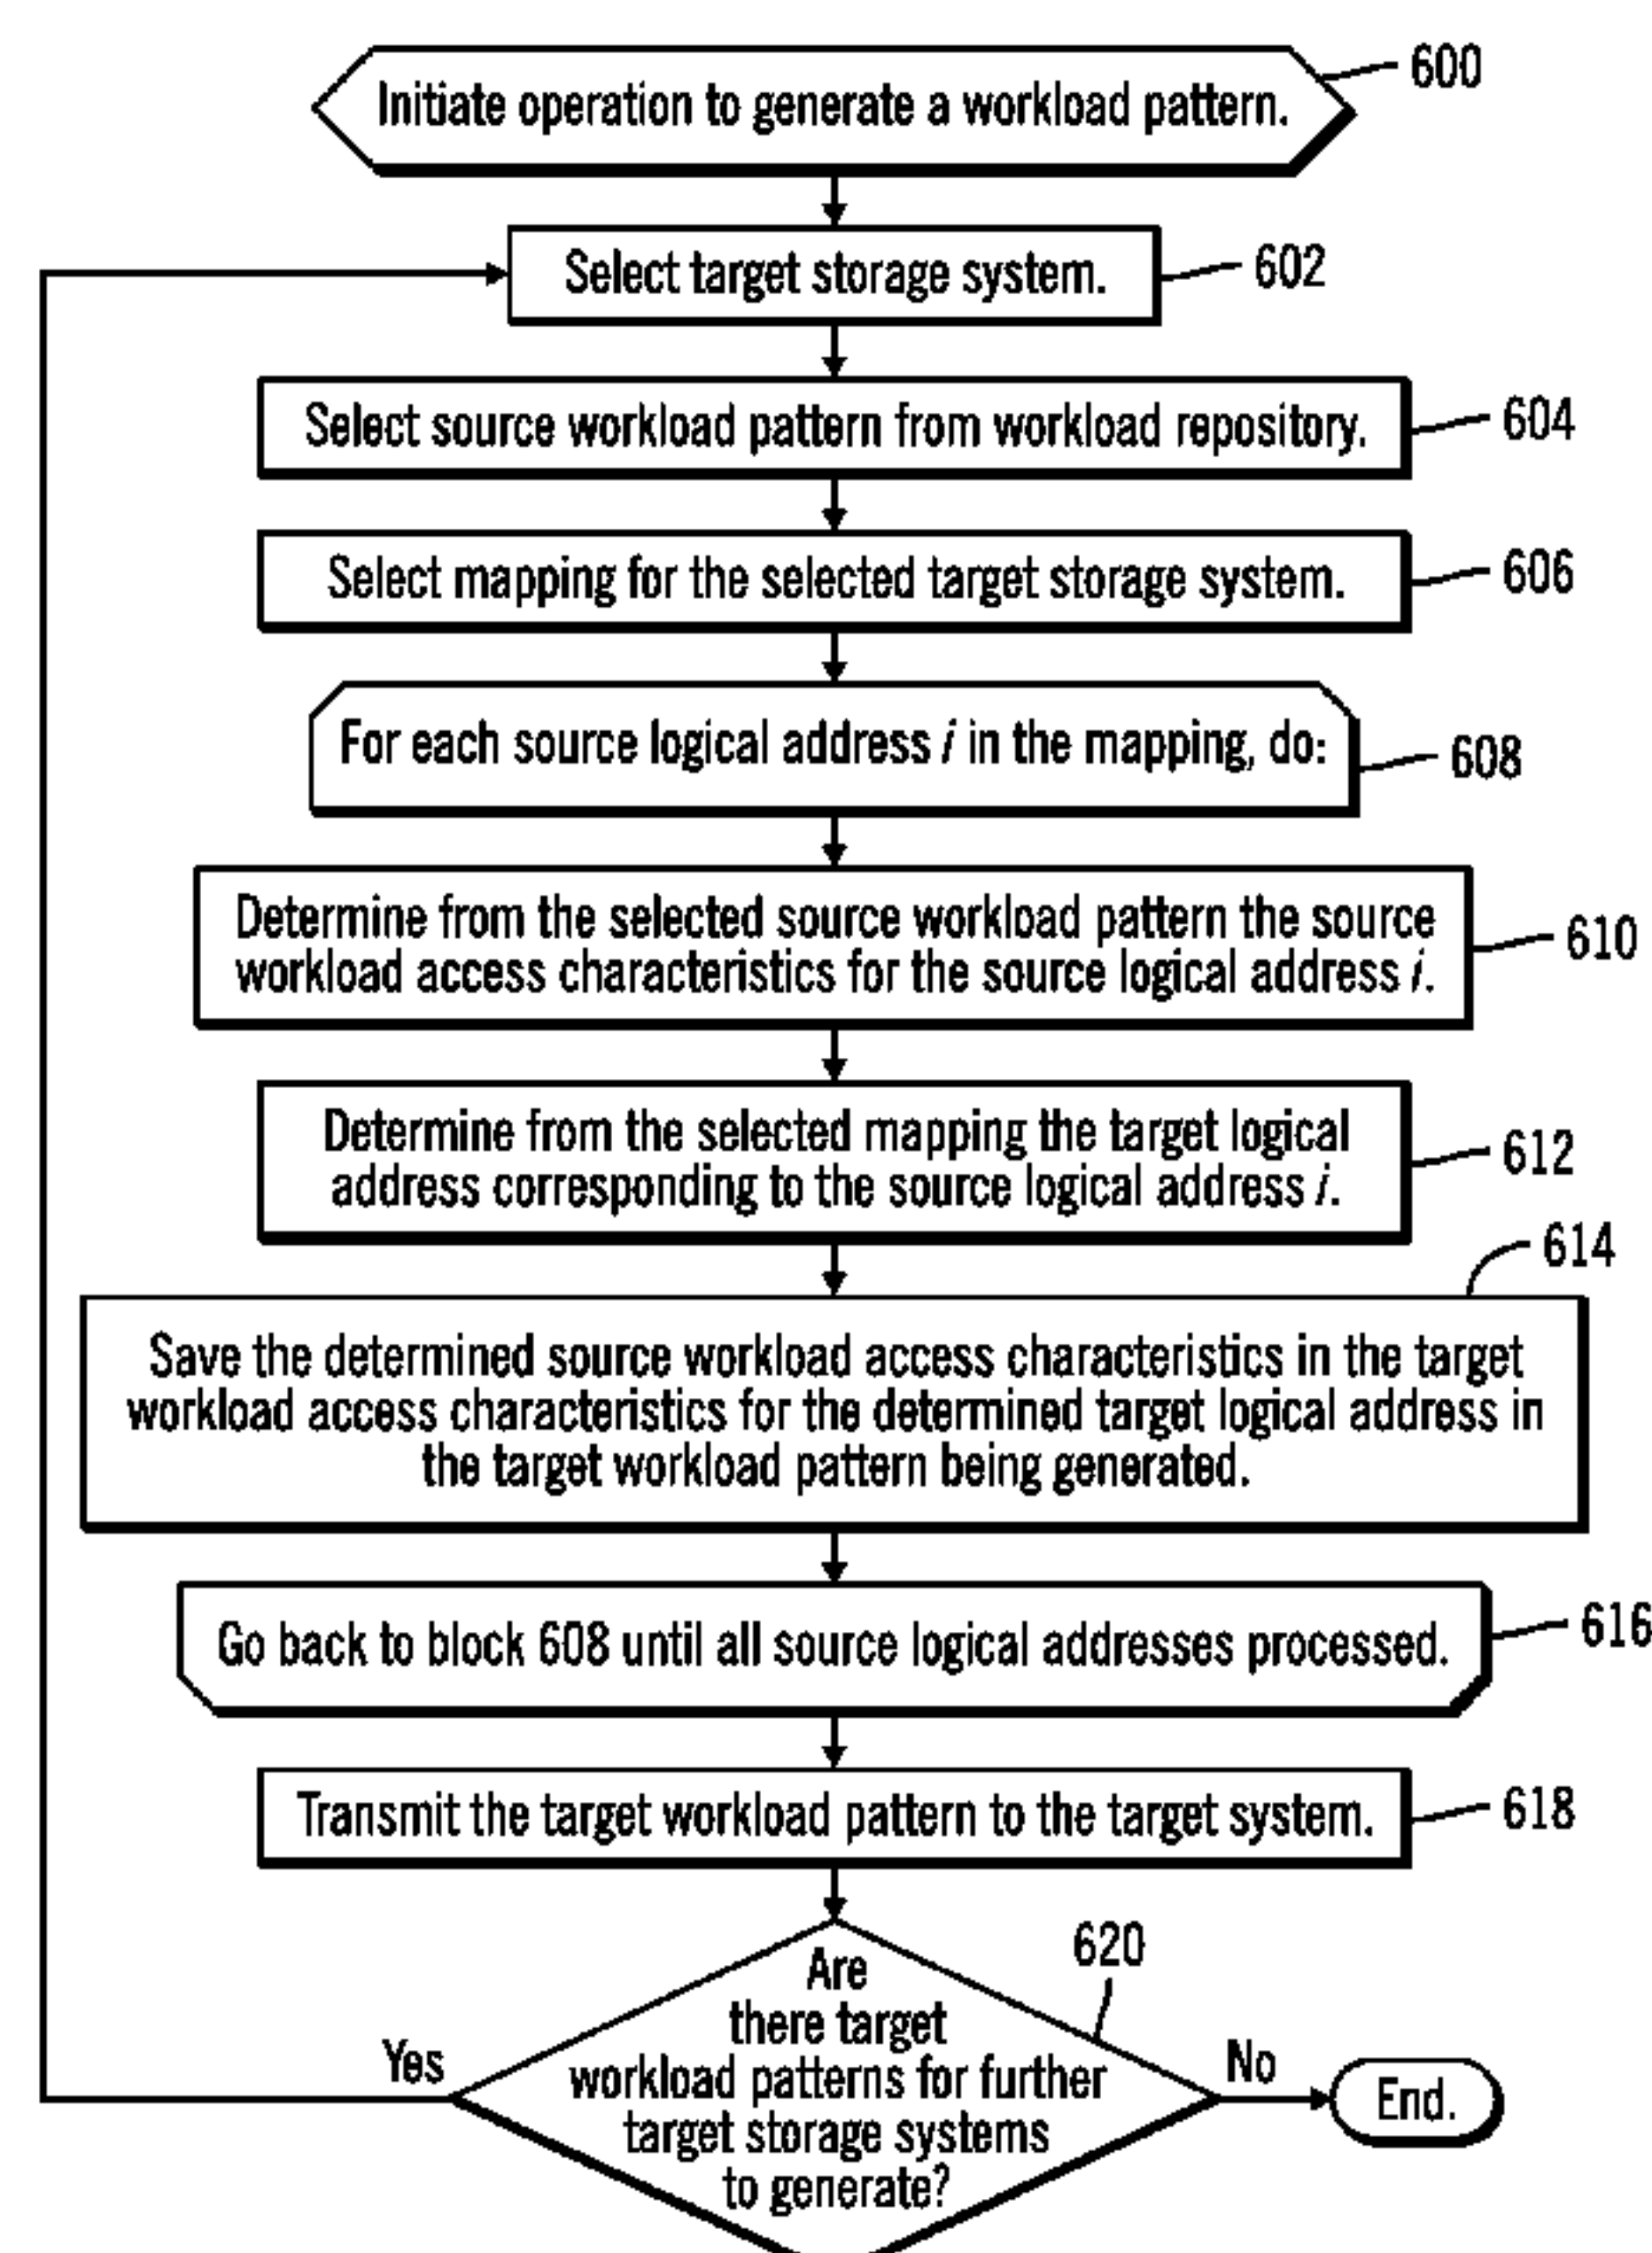 Initiate operation to generate a workload pattern.
600
Select target storage system.
602
Select source workload pattern from workload repository.
604
Select mapping for the selected target storage system.
606
For each source logical address i in the mapping, do:
608
Determine from the selected source workload pattern the source
workload access characteristics for the source logical address i.
610
Determine from the selected mapping the target logical
address corresponding to the source logical address i.
612
614
Save the determined source workload access characteristics in the target
workload access characteristics for the determined target logical address in
the target workload pattern being generated.
Go back to block 608 until all source logical addresses processed.
616
Transmit the target workload pattern to the target system.
618
620
Are
there target
workload patterns for further
target storage systems
to generate?
Yes
No
End.